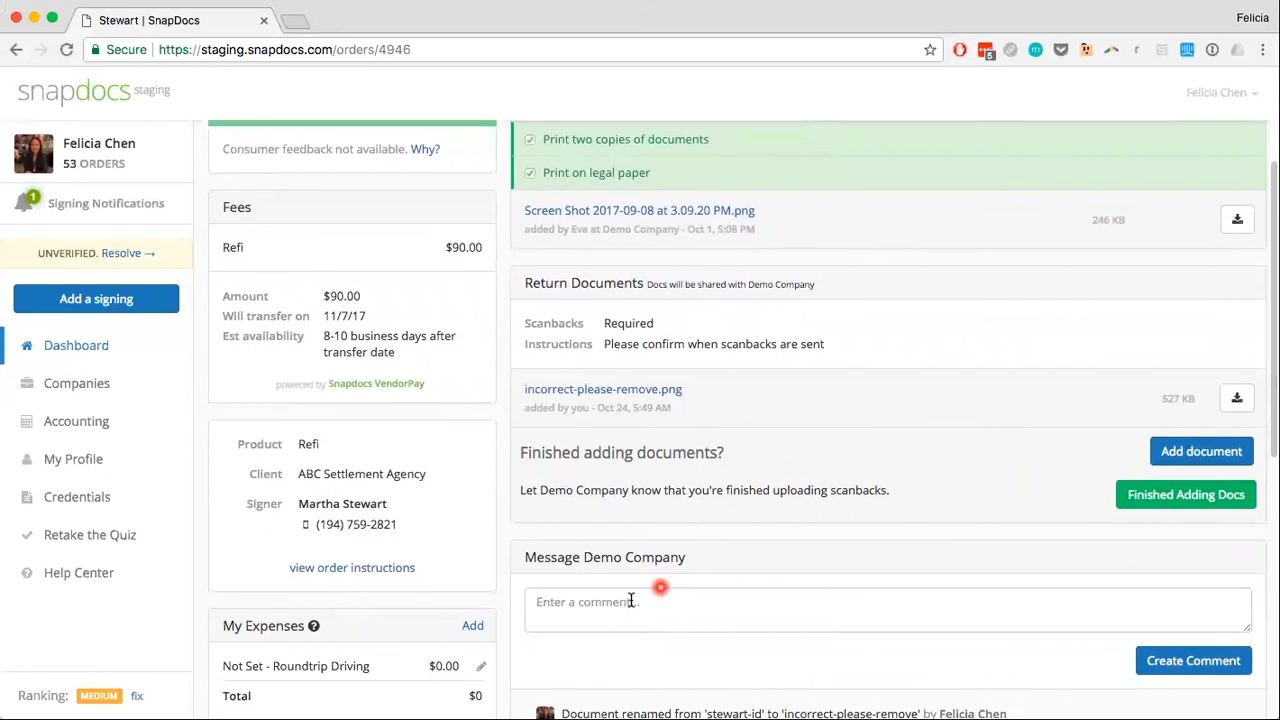 Stewart | SnapDocs
Felicia
Secure https://staging.snapdocs.com/orders/4946
5
snapdocs staging
Felicia Chen
Felicia Chen
53 ORDERS
1
Signing Notifications
UNVERIFIED. Resolve →
Add a signing
Dashboard
Companies
Accounting
My Profile
Credentials
Retake the Quiz
Help Center
Ranking: MEDIUM fix
Consumer feedback not available. Why?
Fees
Refi $90.00
Amount $90.00
Will transfer on 11/7/17
Est availability 8-10 business days after
transfer date
powered by Snapdocs VendorPay
Product Refi
Client ABC Settlement Agency
Signer Martha Stewart
(194) 759-2821
view order instructions
My Expenses ? Add
Not Set - Roundtrip Driving $0.00
Total $0
Print two copies of documents
Print on legal paper
Screen Shot 2017-09-08 at 3.09.20 PM.png
added by Eva at Demo Company - Oct 1, 5:08 PM
246 KB
Return Documents Docs will be shared with Demo Company
Scanbacks Required
Instructions Please confirm when scanbacks are sent
incorrect-please-remove.png
added by you - Oct 24, 5:49 AM
527 KB
Finished adding documents?
Add document
Let Demo Company know that you're finished uploading scanbacks.
Finished Adding Docs
Message Demo Company
Enter a comment...
Create Comment
Document renamed from 'stewart-id' to 'incorrect-please-remove' by Felicia Chen